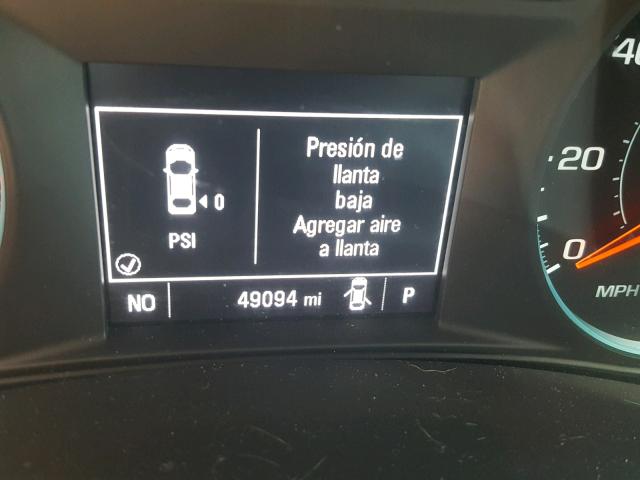 Presión de
llanta
baja
Agregar aire
a llanta
0
PSI
NO 49094 mi P
40
20
0
MPH